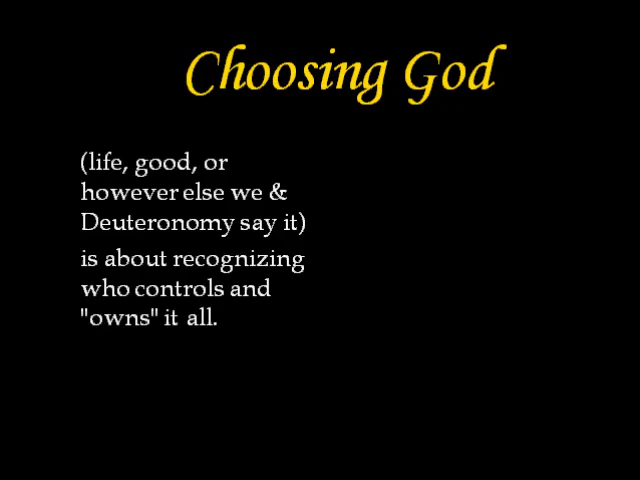 Choosing God
(life, good, or
however else we &
Deuteronomy say it)
is about recognizing
who controls and
"owns" it all.